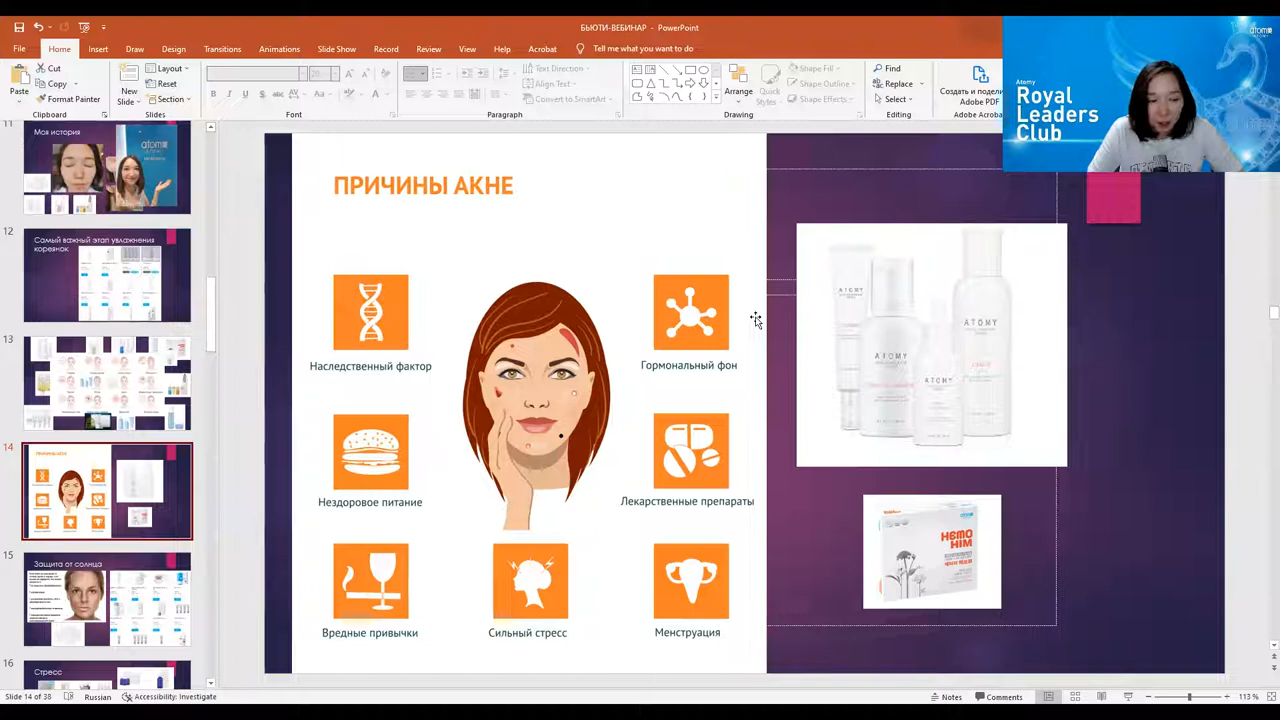 БЬЮТИ-ВЕБИНАР - PowerPoint
File Home Insert Draw Design Transitions Animations Slide Show Record Review View Help Acrobat Tell me what you want to do
Paste
Cut
Copy
Format Painter
Clipboard
New Slide
Layout
Reset
Section
Slides
Font
Text Direction
Align Text
Convert to SmartArt
Paragraph
Arrange
Quick Styles
Shape Fill
Shape Outline
Shape Effects
Drawing
Find
Replace
Select
Editing
Создать и подели
Adobe PDF
Adobe Acroba
Atomy
Royal
Leaders
Club
11
Моя история
12
Самый важный этап увлажнения
кореянок
13
14
15
Защита от солнца
16
Стресс
ПРИЧИНЫ АКНЕ
Наследственный фактор
Гормональный фон
Нездоровое питание
Лекарственные препараты
Вредные привычки
Сильный стресс
Менструация
ATOMY
ATOMY
ATOMY
ATOMY
HEMO
HIM
Slide 14 of 38 Russian Accessibility: Investigate Notes Comments 113 %